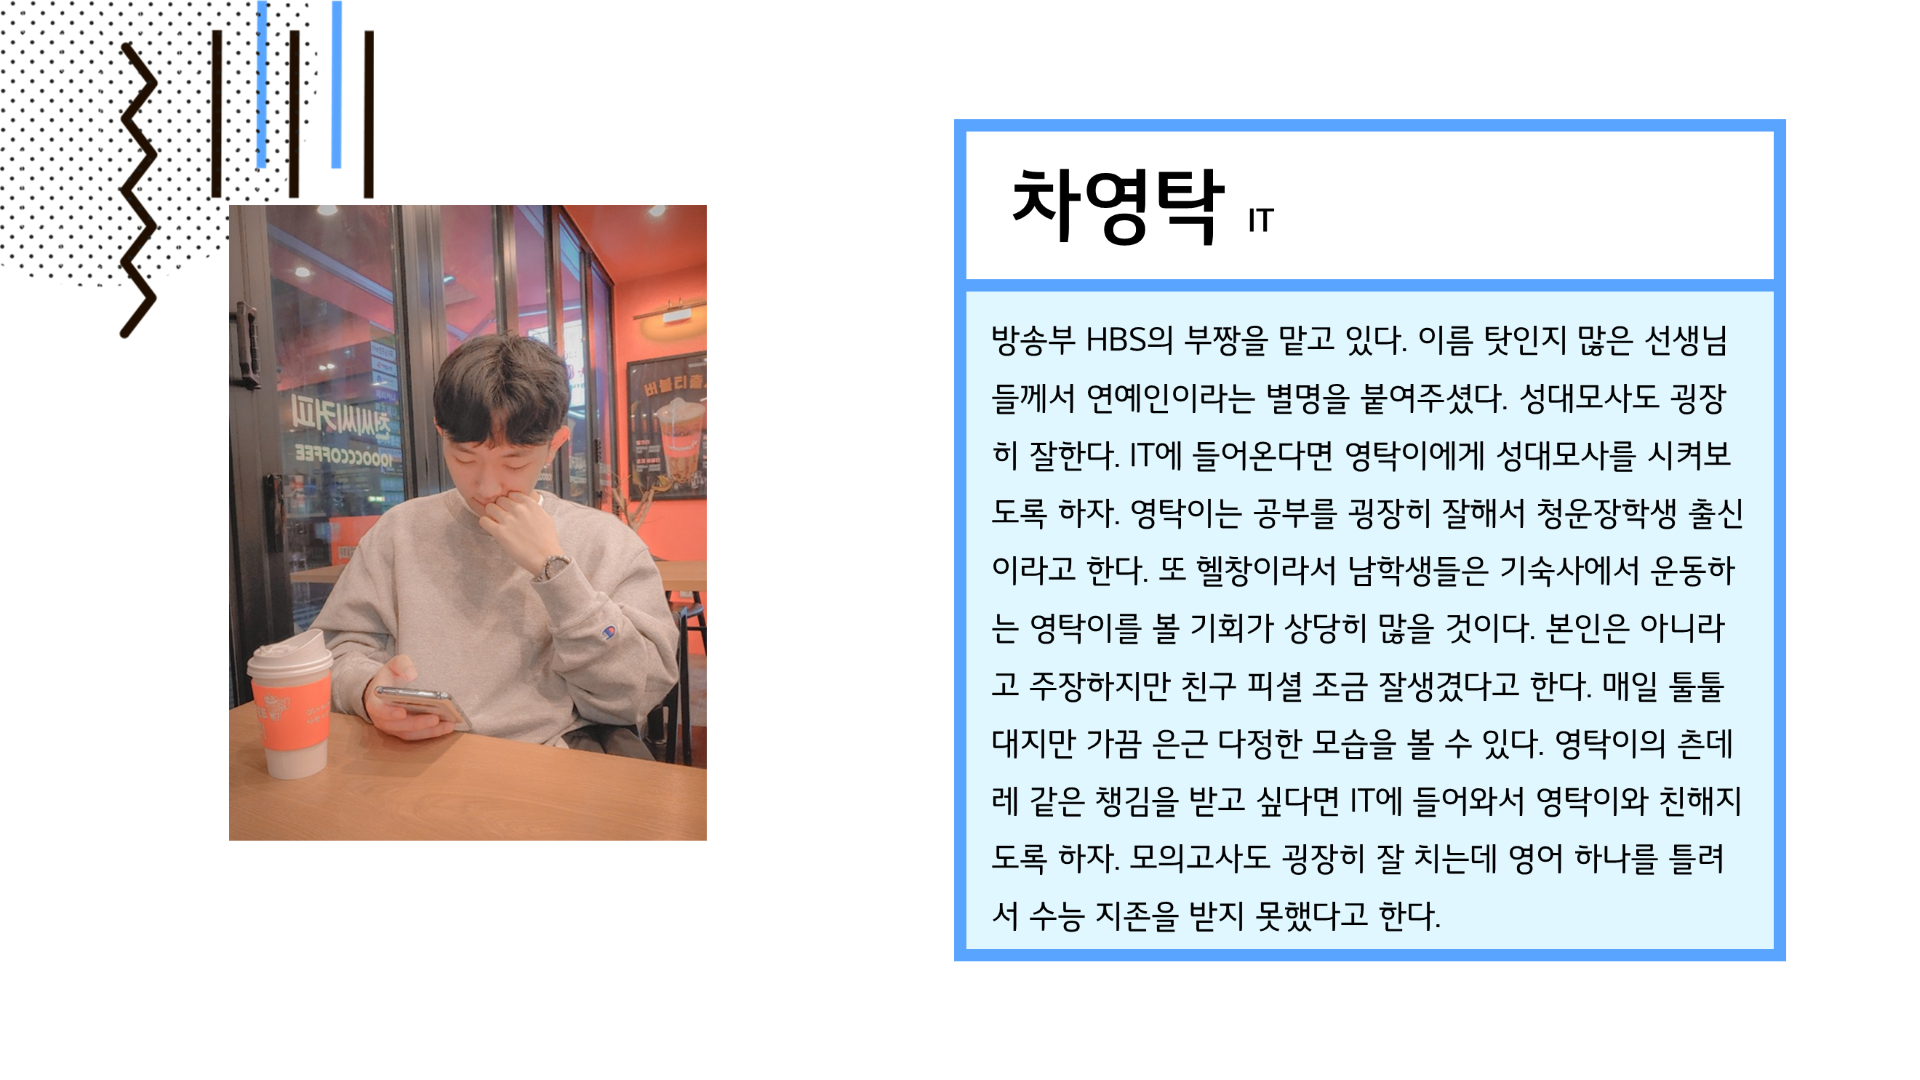 차영탁 IT
방송부 HBS의 부짱을 맡고 있다. 이름 탓인지 많은 선생님
들께서 연예인이라는 별명을 붙여주셨다. 성대모사도 굉장
히 잘한다. IT에 들어온다면 영탁이에게 성대모사를 시켜보
도록 하자. 영탁이는 공부를 굉장히 잘해서 청운장학생 출신
이라고 한다. 또 헬창이라서 남학생들은 기숙사에서 운동하
는 영탁이를 볼 기회가 상당히 많을 것이다. 본인은 아니라
고 주장하지만 친구 피셜 조금 잘생겼다고 한다. 매일 툴툴
대지만 가끔 은근 다정한 모습을 볼 수 있다. 영탁이의 츤데
레 같은 챙김을 받고 싶다면 IT에 들어와서 영탁이와 친해지
도록 하자. 모의고사도 굉장히 잘 치는데 영어 하나를 틀려
서 수능 지존을 받지 못했다고 한다.
천씨씨커피
1000CCCOFFEE